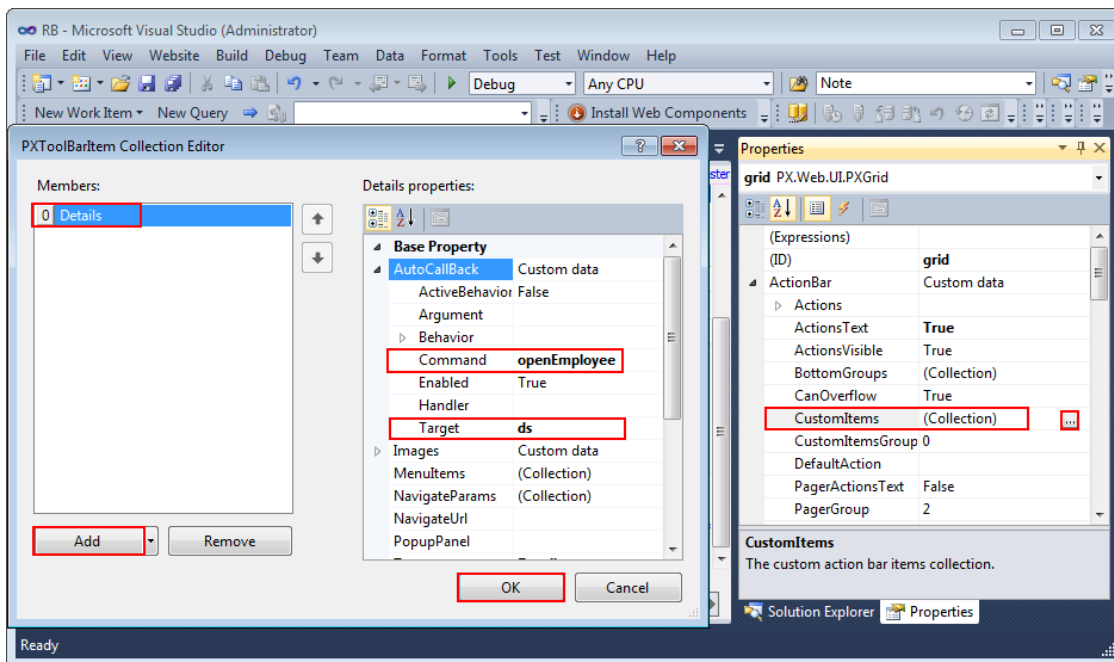 RB - Microsoft Visual Studio (Administrator)
File Edit View Website Build Debug Team Data Format Tools Test Window Help
Debug Any CPU Note
New Work Item New Query Install Web Components
PXToolBarItem Collection Editor
Members:
0 Details
Add Remove
Details properties:
Base Property
AutoCallBack Custom data
ActiveBehavior False
Argument
Behavior
Command openEmployee
Enabled True
Handler
Target ds
Images Custom data
MenuItems (Collection)
NavigateParams (Collection)
NavigateUrl
PopupPanel
OK Cancel
ster
Properties
grid PX.Web.UI.PXGrid
(Expressions)
(ID) grid
ActionBar Custom data
Actions
ActionsText True
ActionsVisible True
BottomGroups (Collection)
CanOverflow True
CustomItems (Collection) ...
CustomItemsGroup 0
DefaultAction
PagerActionsText False
PagerGroup 2
CustomItems
The custom action bar items collection.
Solution Explorer Properties
Ready